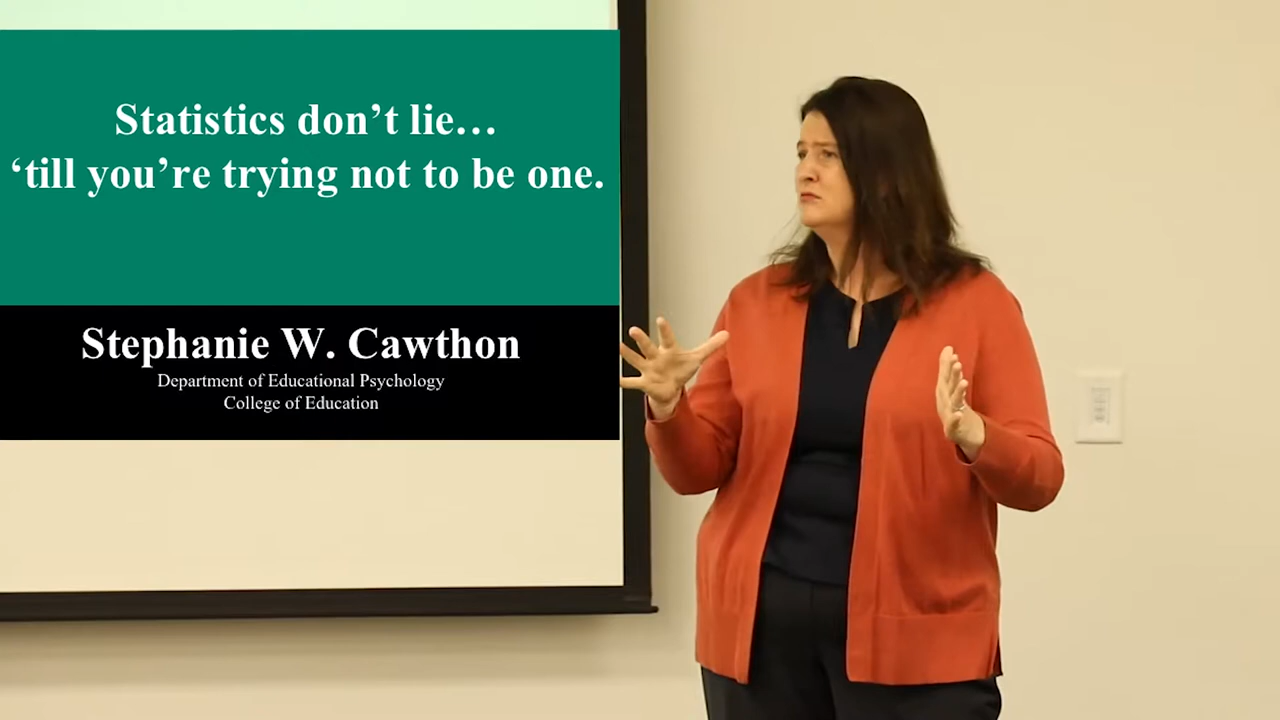 Statistics don’t lie…
‘till you’re trying not to be one.
Stephanie W. Cawthon
Department of Educational Psychology
College of Education